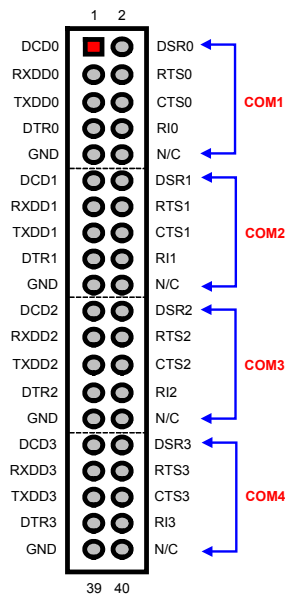 1 2
DCD0 DSR0
RXDD0 RTS0
TXDD0 CTS0 COM1
DTR0 RI0
GND N/C
DCD1 DSR1
RXDD1 RTS1
TXDD1 CTS1 COM2
DTR1 RI1
GND N/C
DCD2 DSR2
RXDD2 RTS2
TXDD2 CTS2 COM3
DTR2 RI2
GND N/C
DCD3 DSR3
RXDD3 RTS3
TXDD3 CTS3 COM4
DTR3 RI3
GND N/C
39 40